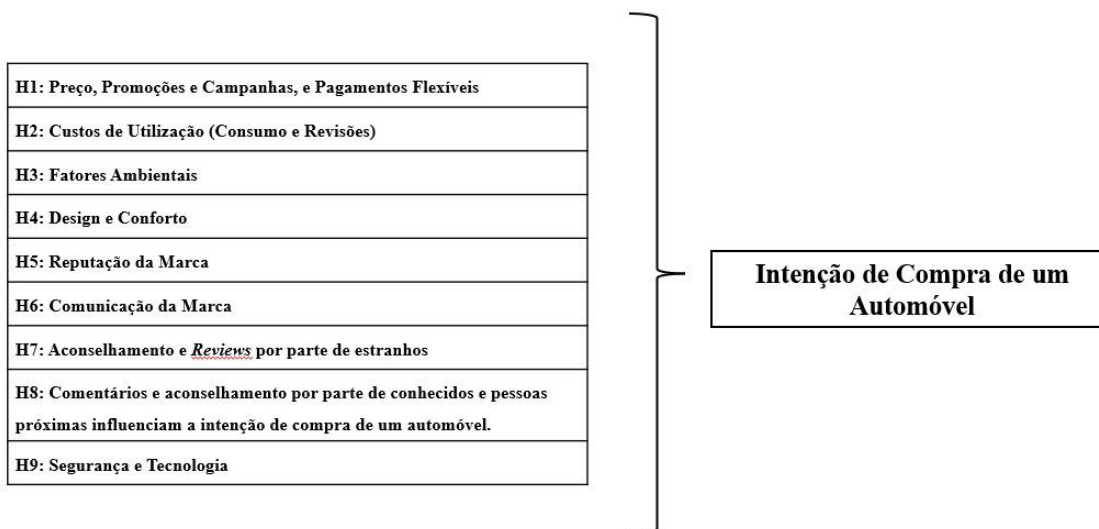 H1: Preço, Promoções e Campanhas, e Pagamentos Flexíveis
H2: Custos de Utilização (Consumo e Revisões)
H3: Fatores Ambientais
H4: Design e Conforto
H5: Reputação da Marca
H6: Comunicação da Marca
H7: Aconselhamento e Reviews por parte de estranhos
H8: Comentários e aconselhamento por parte de conhecidos e pessoas
próximas influenciam a intenção de compra de um automóvel.
H9: Segurança e Tecnologia
Intenção de Compra de um
Automóvel